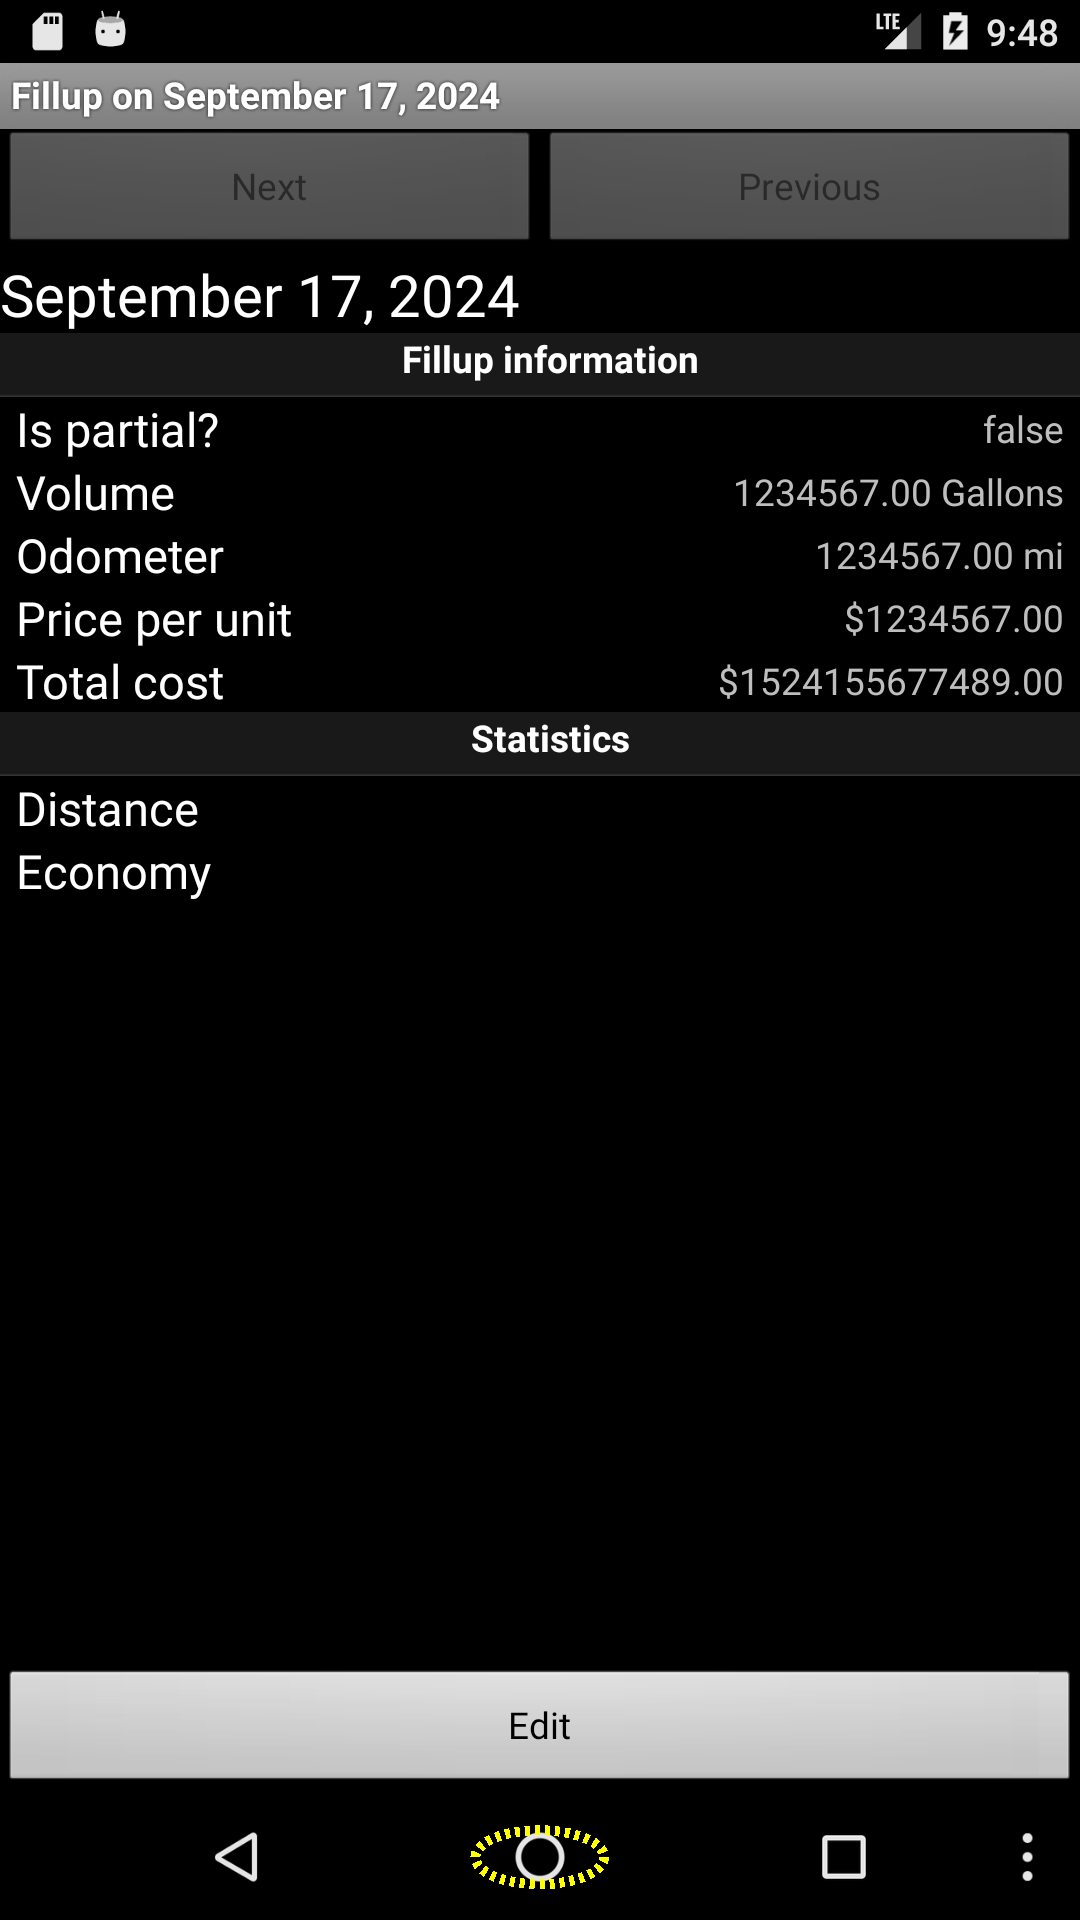 LTE 9:48
Fillup on September 17, 2024
Next Previous
September 17, 2024
Fillup information
Is partial? false
Volume 1234567.00 Gallons
Odometer 1234567.00 mi
Price per unit $1234567.00
Total cost $1524155677489.00
Statistics
Distance
Economy
Edit